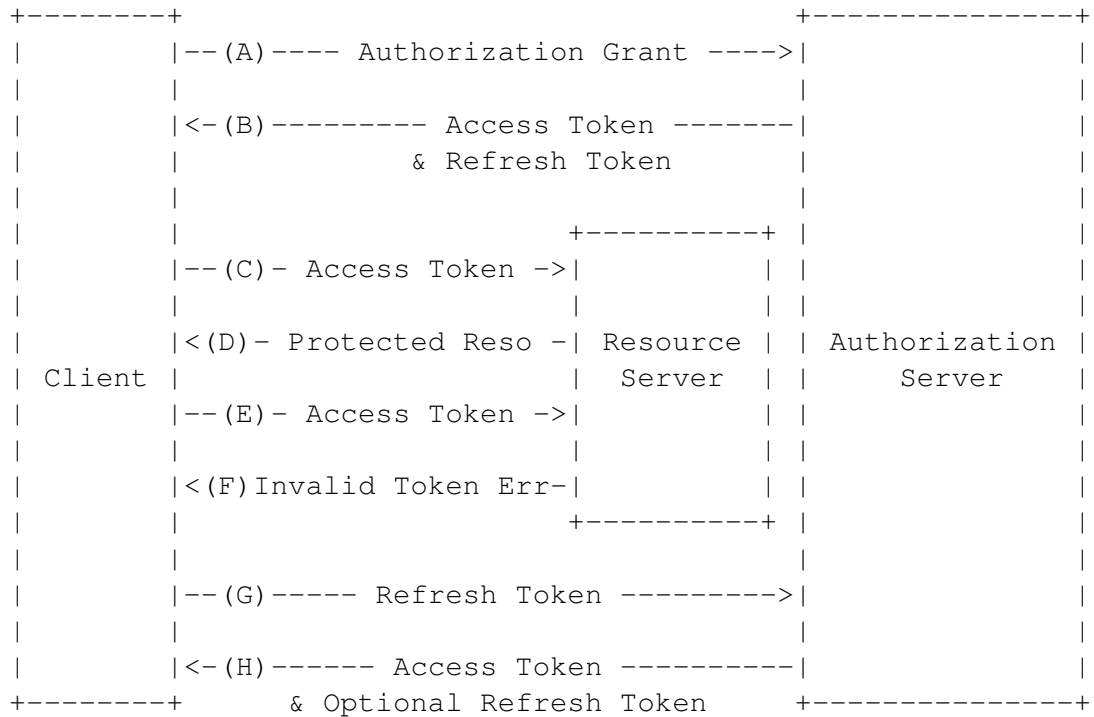 +--------+                                     +---------------+
|        |--(A)---- Authorization Grant ---->|               |
|        |                                     |               |
|        |<-(B)--------- Access Token -------|               |
|        |              & Refresh Token        |               |
|        |                                     |               |
|        |                       +----------+ |               |
|        |--(C)- Access Token ->|          | |               |
|        |                       |          | |               |
|        |<(D)- Protected Reso -| Resource | | Authorization |
| Client |                       |  Server  | |     Server    |
|        |--(E)- Access Token ->|          | |               |
|        |                       |          | |               |
|        |<(F)Invalid Token Err-|          | |               |
|        |                       +----------+ |               |
|        |                                     |               |
|        |--(G)----- Refresh Token --------->|               |
|        |                                     |               |
|        |<-(H)------ Access Token ----------|               |
+--------+      & Optional Refresh Token     +---------------+